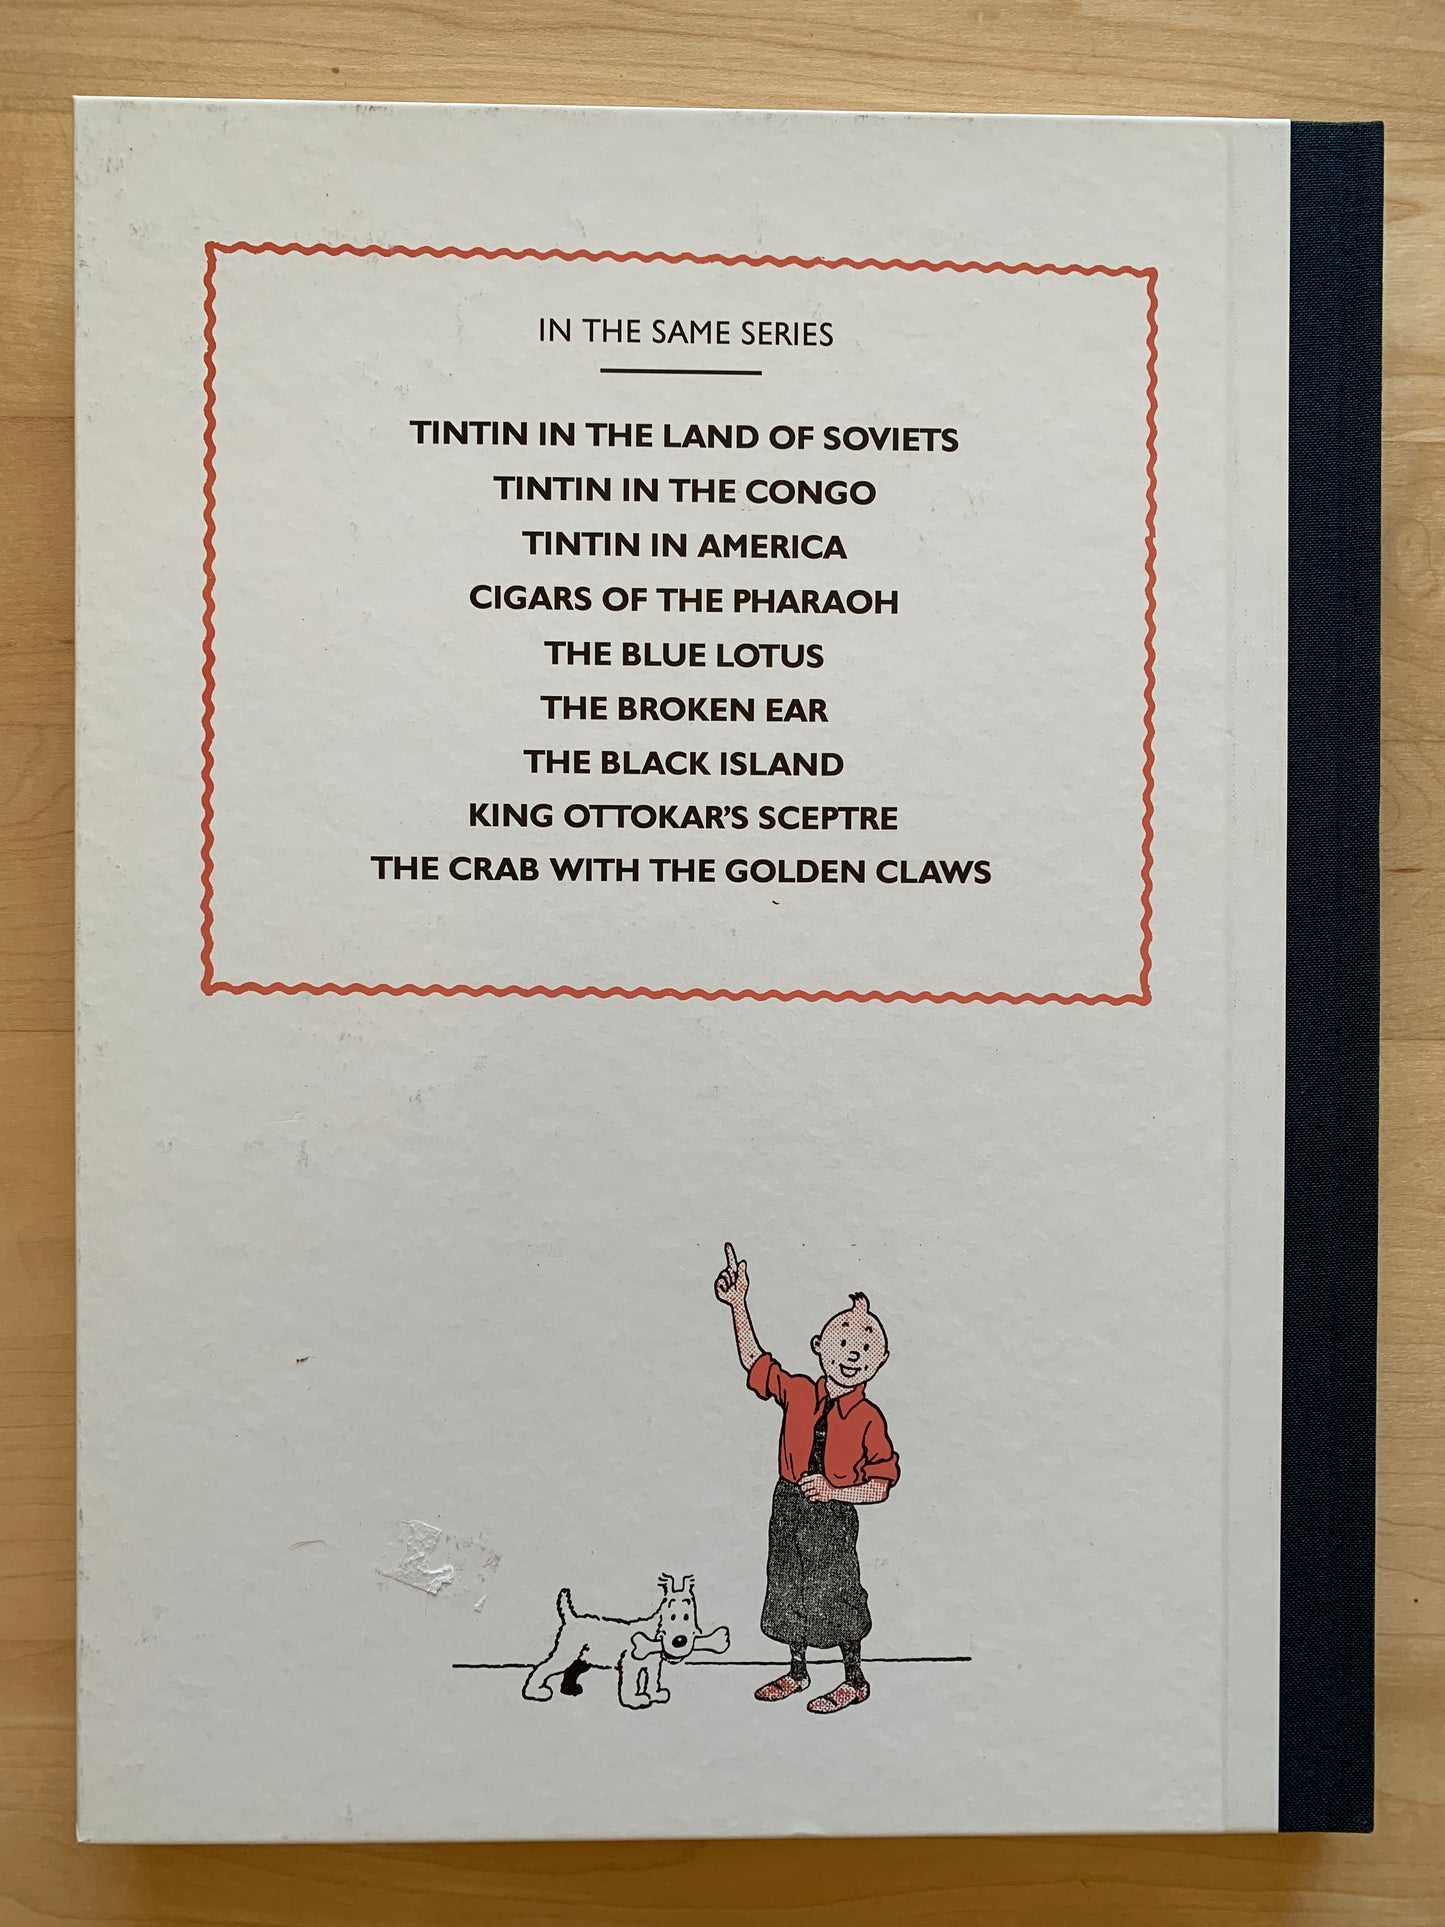 IN THE SAME SERIES
TINTIN IN THE LAND OF SOVIETS
TINTIN IN THE CONGO
TINTIN IN AMERICA
CIGARS OF THE PHARAOH
THE BLUE LOTUS
THE BROKEN EAR
THE BLACK ISLAND
KING OTTOKAR’S SCEPTRE
THE CRAB WITH THE GOLDEN CLAWS